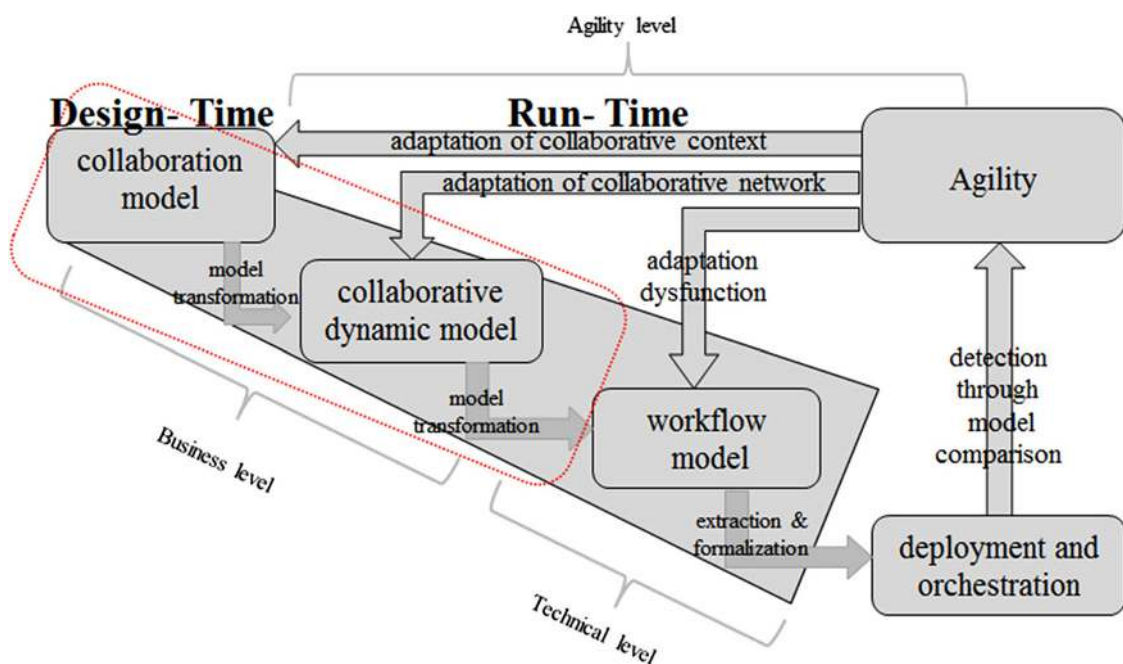 Agility level
Design- Time
Run- Time
adaptation of collaborative context
collaboration
model
adaptation of collaborative network
Agility
model
transformation
collaborative
dynamic model
adaptation
dysfunction
detection
through
model
comparison
model
transformation
workflow
model
Business level
extraction &
formalization
deployment and
orchestration
Technical level